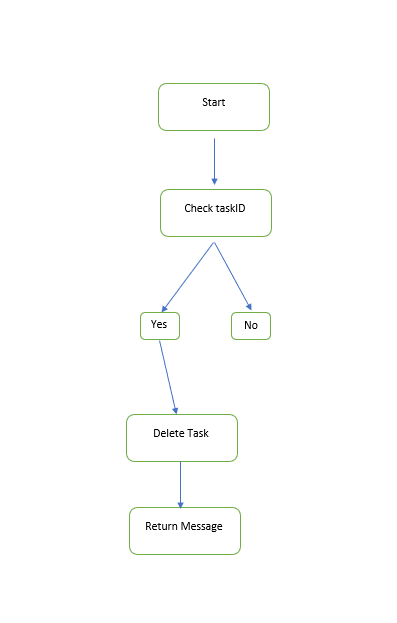 Start
Check taskID
Yes
No
Delete Task
Return Message